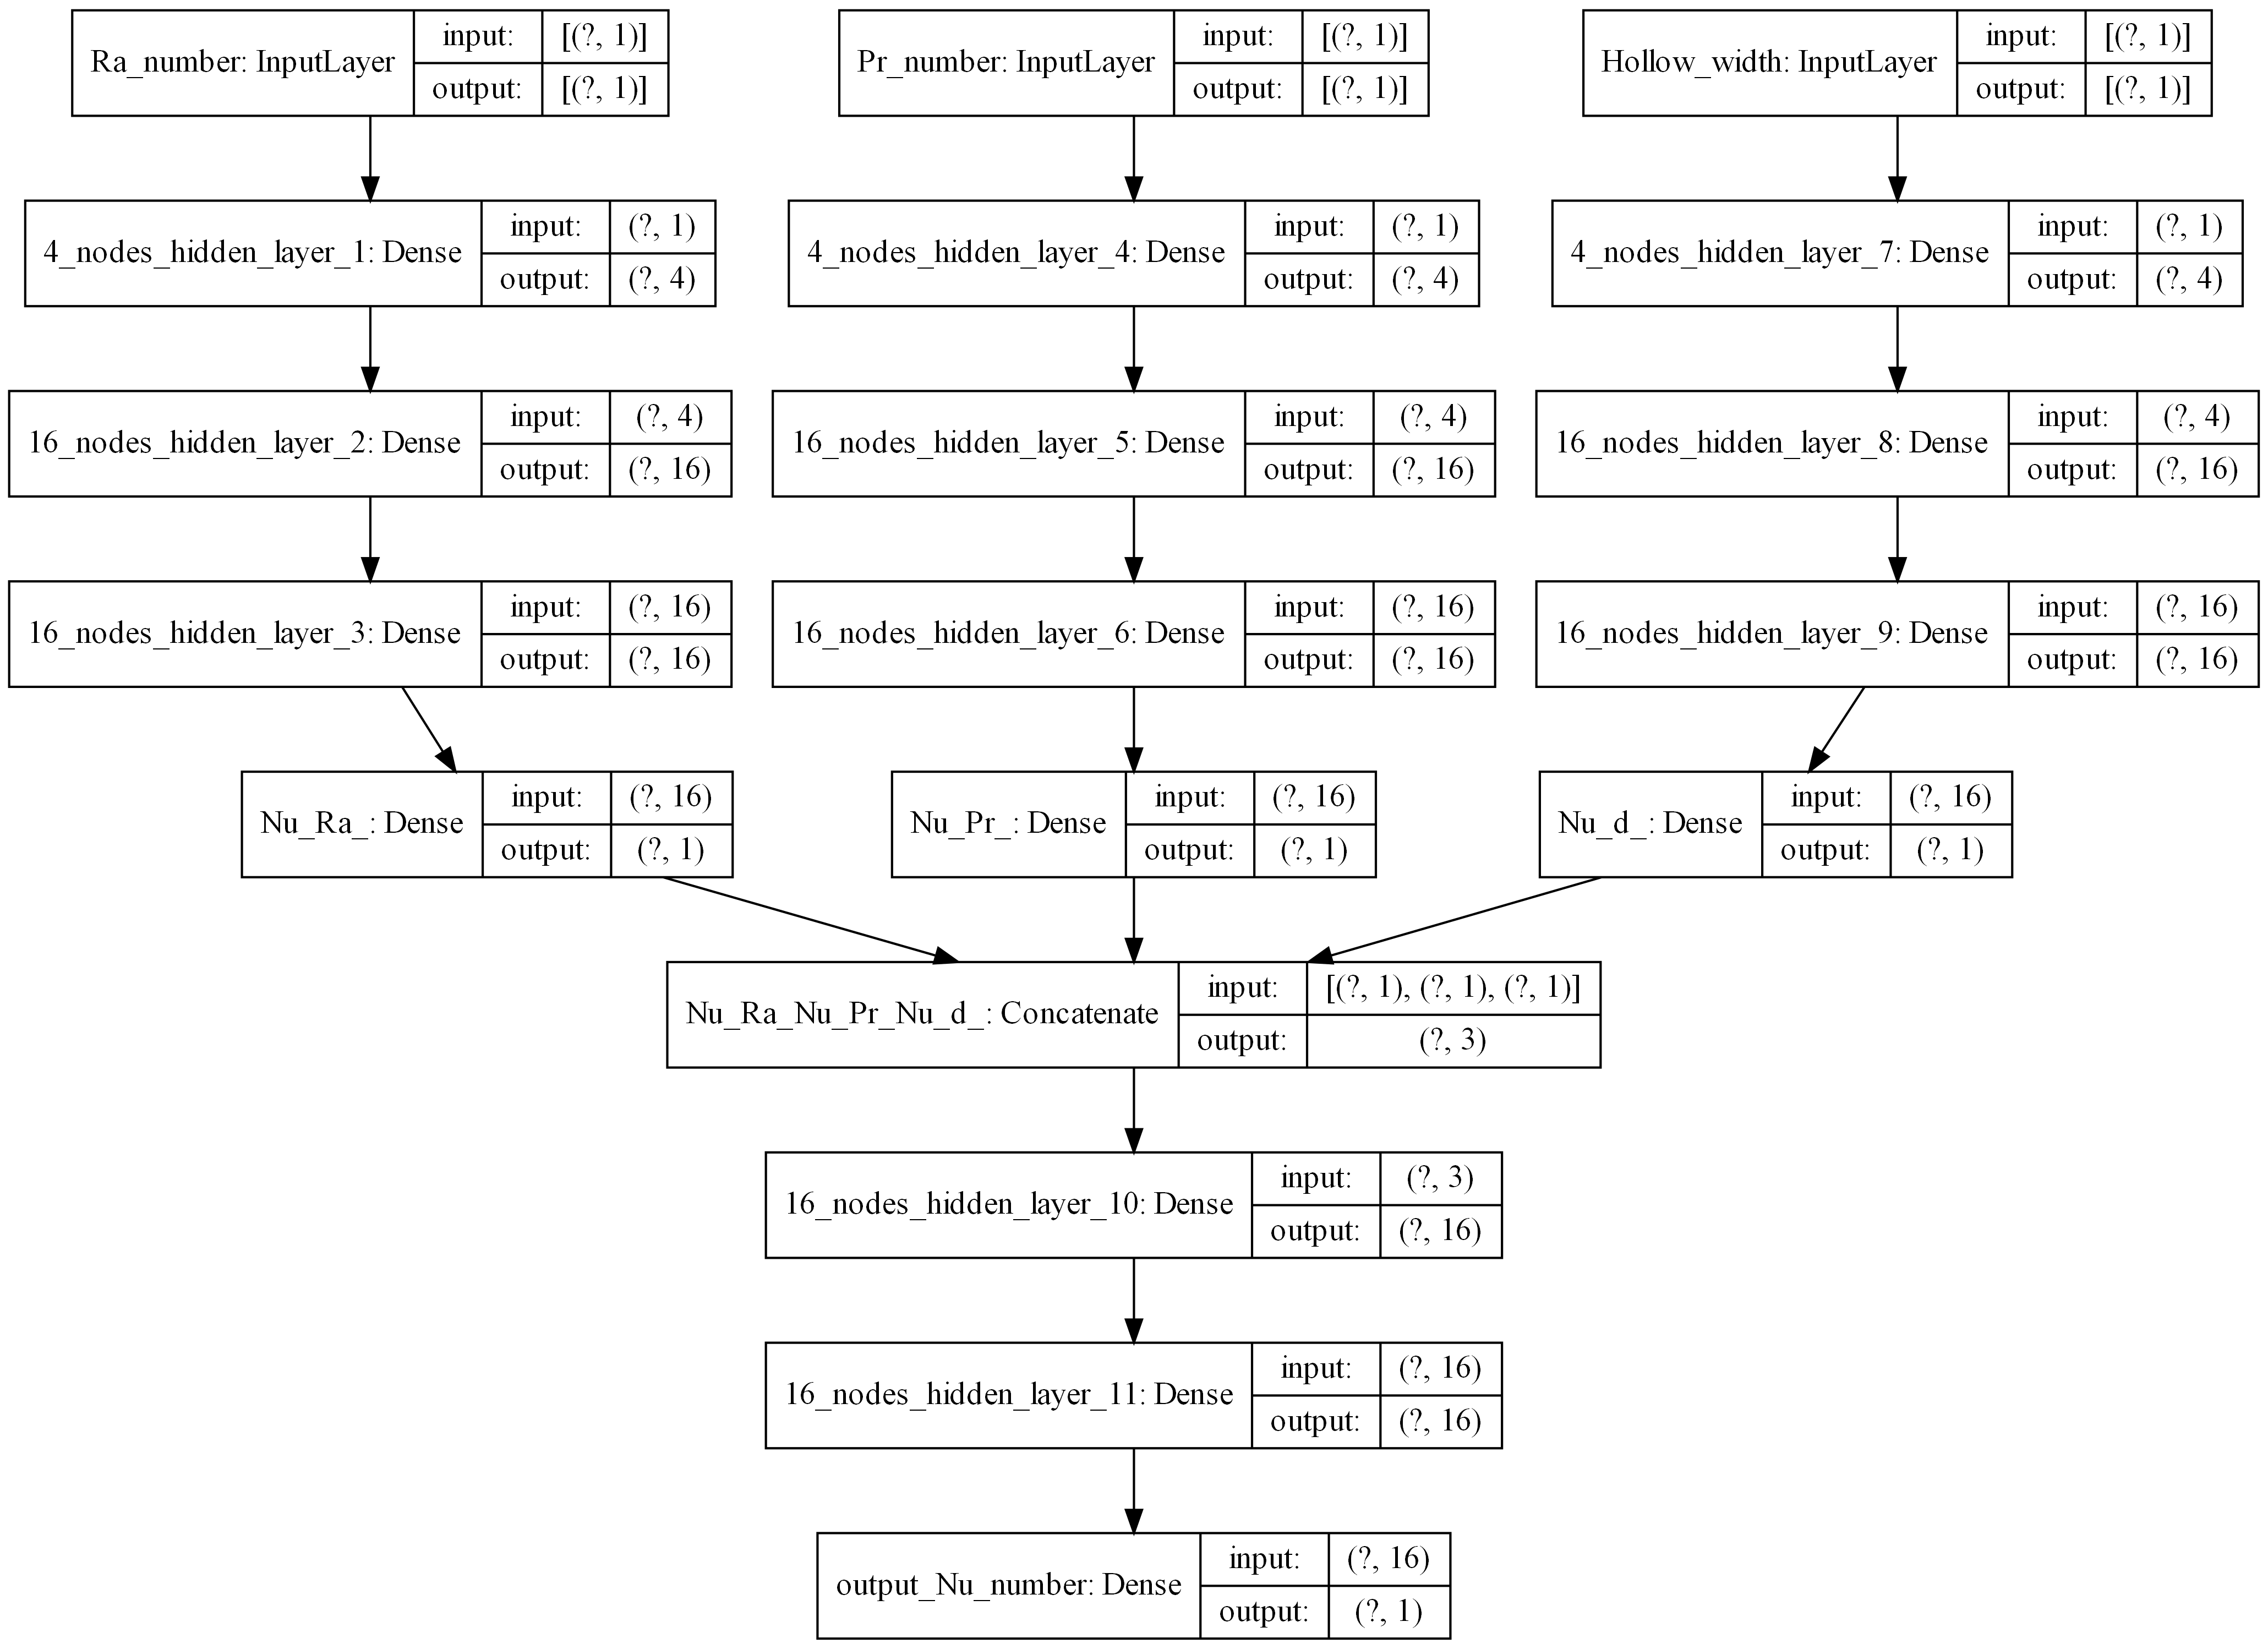 Ra_number: InputLayer
input:
[(?, 1)]
output:
[(?, 1)]
Pr_number: InputLayer
input:
[(?, 1)]
output:
[(?, 1)]
Hollow_width: InputLayer
input:
[(?, 1)]
output:
[(?, 1)]
4_nodes_hidden_layer_1: Dense
input:
(?, 1)
output:
(?, 4)
4_nodes_hidden_layer_4: Dense
input:
(?, 1)
output:
(?, 4)
4_nodes_hidden_layer_7: Dense
input:
(?, 1)
output:
(?, 4)
16_nodes_hidden_layer_2: Dense
input:
(?, 4)
output:
(?, 16)
16_nodes_hidden_layer_5: Dense
input:
(?, 4)
output:
(?, 16)
16_nodes_hidden_layer_8: Dense
input:
(?, 4)
output:
(?, 16)
16_nodes_hidden_layer_3: Dense
input:
(?, 16)
output:
(?, 16)
16_nodes_hidden_layer_6: Dense
input:
(?, 16)
output:
(?, 16)
16_nodes_hidden_layer_9: Dense
input:
(?, 16)
output:
(?, 16)
Nu_Ra_: Dense
input:
(?, 16)
output:
(?, 1)
Nu_Pr_: Dense
input:
(?, 16)
output:
(?, 1)
Nu_d_: Dense
input:
(?, 16)
output:
(?, 1)
Nu_Ra_Nu_Pr_Nu_d_: Concatenate
input:
[(?, 1), (?, 1), (?, 1)]
output:
(?, 3)
16_nodes_hidden_layer_10: Dense
input:
(?, 3)
output:
(?, 16)
16_nodes_hidden_layer_11: Dense
input:
(?, 16)
output:
(?, 16)
output_Nu_number: Dense
input:
(?, 16)
output:
(?, 1)